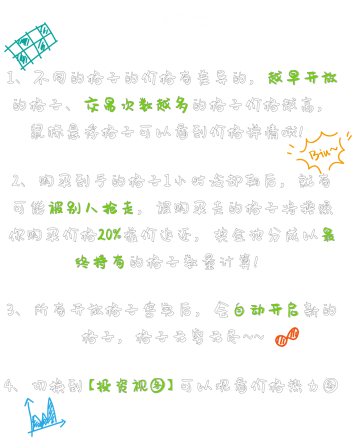 1、不同的格子的价格有差异的，越早开放
的格子、交易次数越多的格子价格越高，
鼠标悬停格子可以看到价格详情哦！
Biu~
2、购买到手的格子1小时冻却期后，就有
可能被别人抢走，被购买走的格子将按照
你购买价格20%溢价返还，资金积分成以最
终持有的格子数量计算！
3、所有开放格子售完后，会自动开启新的
格子，格子无穷无尽~~
4、切换到【投资视图】可以观看价格热力图